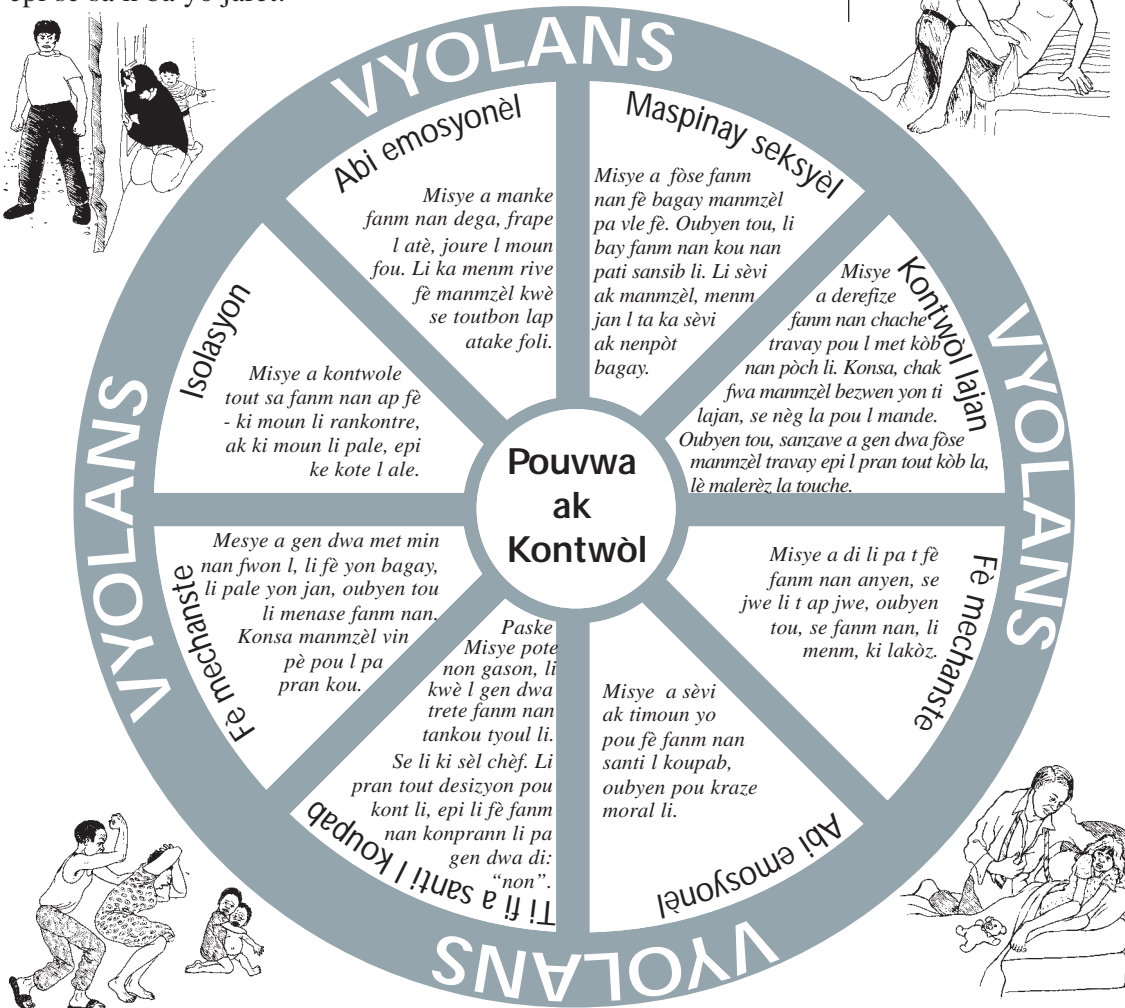 VYOLANS
Abi emosyonèl
Misye a manke
fanm nan dega, frape
l atè, joure l moun
fou. Li ka menm rive
fè manmzèl kwè
se toutbon lap
atake foli.
Maspinay seksyèl
Misye a fòse fanm
nan fè bagay manmzèl
pa vle fè. Oubyen tou, li
bay fanm nan kou nan
pati sansib li. Li sèvi
ak manmzèl, menm
jan l ta ka sèvi
ak nenpòt
bagay.
Kontwòl lajan
Misye
a derefize
fanm nan chache
travay pou l met kòb
nan pòch li. Konsa, chak
fwa manmzèl bezwen yon ti
lajan, se nèg la pou l mande.
Oubyen tou, sanzave a gen dwa fòse
manmzèl travay epi l pran tout kòb la,
lè malerèz la touche.
VYOLANS
Fè mechanste
Misye a di li pa t fè
fanm nan anyen, se
jwe li t ap jwe, oubyen
tou, se fanm nan, li
menm, ki lakòz.
Abi emosyonèl
Misye a sèvi
ak timoun yo
pou fè fanm nan
santi l koupab,
oubyen pou kraze
moral li.
VYOLANS
Ti fi a santi l koupab
Paske
Misye pote
non gason, li
kwè l gen dwa
trete fanm nan
tankou tyoul li.
Se li ki sèl chèf. Li
pran tout desizyon pou
kont li, epi li fè fanm
nan konprann li pa
gen dwa di:
“non”.
Fè mechanste
Mesye a gen dwa met min
nan fwon l, li fè yon bagay,
li pale yon jan, oubyen tou
li menase fanm nan.
Konsa manmzèl vin
pè pou l pa
pran kou.
VYOLANS
Isolasyon
Misye a kontwole
tout sa fanm nan ap fè
- ki moun li rankontre,
ak ki moun li pale, epi
ke kote l ale.
Pouvwa
ak
Kontwòl